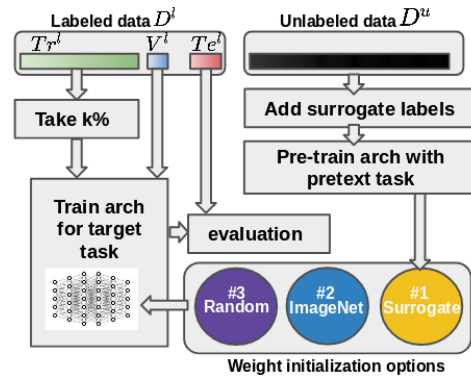 Labeled data D^l
Unlabeled data D^u
Tr^l
V^l
Te^l
Take k%
Add surrogate labels
Pre-train arch with
pretext task
Train arch
for target
task
evaluation
#3
Random
#2
ImageNet
#1
Surrogate
Weight initialization options